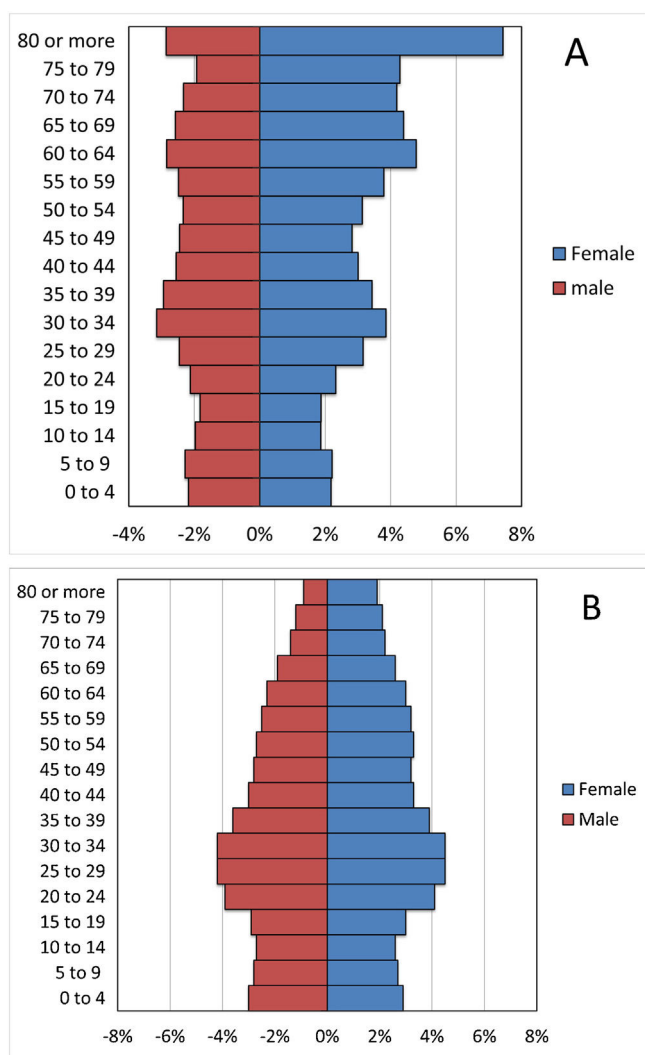 80 or more
75 to 79
70 to 74
65 to 69
60 to 64
55 to 59
50 to 54
45 to 49
40 to 44
35 to 39
30 to 34
25 to 29
20 to 24
15 to 19
10 to 14
5 to 9
0 to 4
-4% -2% 0% 2% 4% 6% 8%
A
Female
male
80 or more
75 to 79
70 to 74
65 to 69
60 to 64
55 to 59
50 to 54
45 to 49
40 to 44
35 to 39
30 to 34
25 to 29
20 to 24
15 to 19
10 to 14
5 to 9
0 to 4
-8% -6% -4% -2% 0% 2% 4% 6% 8%
B
Female
Male